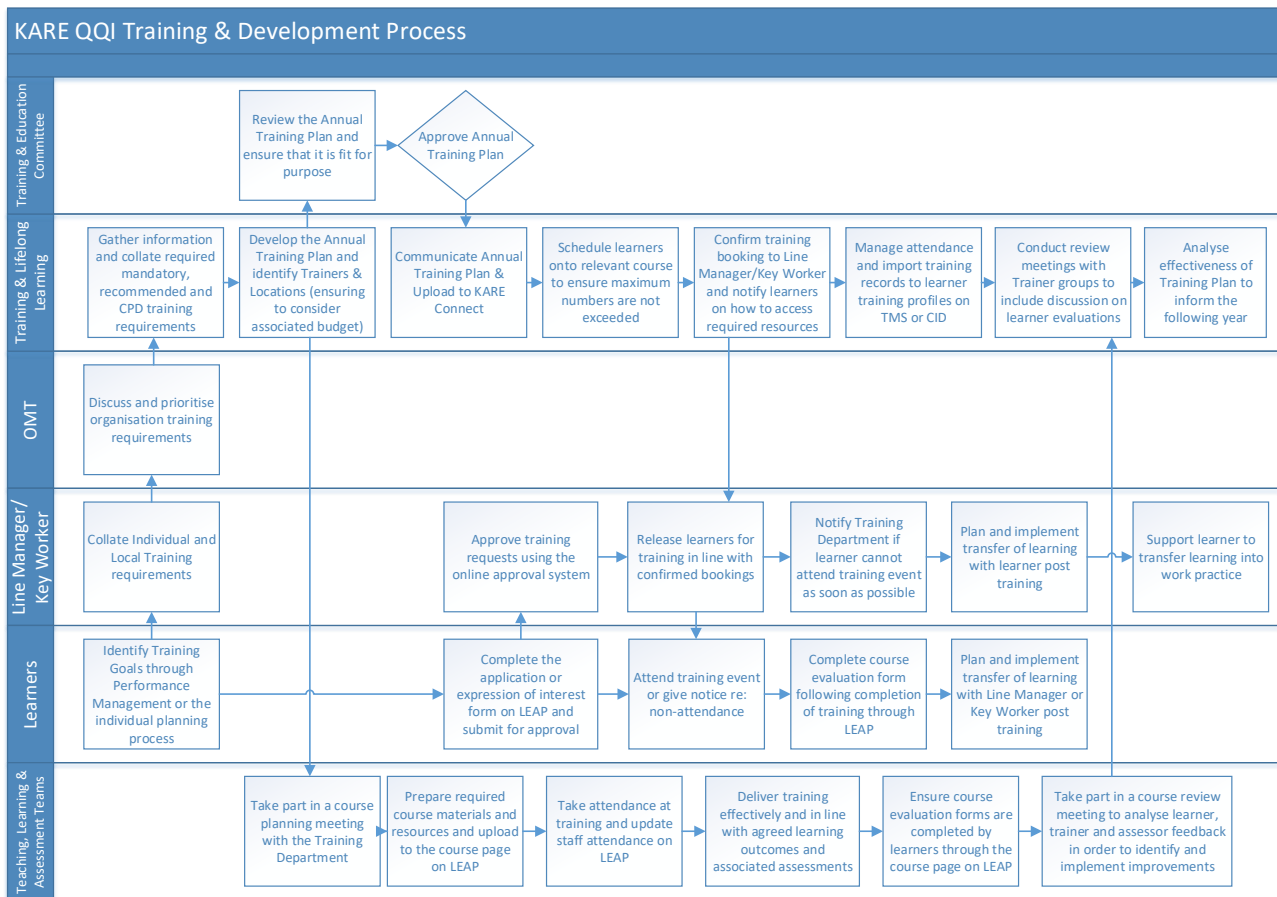 KARE QQI Training & Development Process
Training & Education
Committee
Review the Annual
Training Plan and
ensure that it is fit for
purpose
Approve Annual
Training Plan
Training & Lifelong
Learning
Gather information
and collate required
mandatory,
recommended and
CPD training
requirements
Develop the Annual
Training Plan and
identify Trainers &
Locations (ensuring
to consider
associated budget)
Communicate Annual
Training Plan &
Upload to KARE
Connect
Schedule learners
onto relevant course
to ensure maximum
numbers are not
exceeded
Confirm training
booking to Line
Manager/Key Worker
and notify learners
on how to access
required resources
Manage attendance
and import training
records to learner
training profiles on
TMS or CID
Conduct review
meetings with
Trainer groups to
include discussion on
learner evaluations
Analyse
effectiveness of
Training Plan to
inform the
following year
OMT
Discuss and prioritise
organisation training
requirements
Line Manager/
Key Worker
Collate Individual and
Local Training
requirements
Approve training
requests using the
online approval system
Release learners for
training in line with
confirmed bookings
Notify Training
Department if
learner cannot
attend training event
as soon as possible
Plan and implement
transfer of learning
with learner post
training
Support learner to
transfer learning into
work practice
Learners
Identify Training
Goals through
Performance
Management or the
individual planning
process
Complete the
application or
expression of interest
form on LEAP and
submit for approval
Attend training event
or give notice re:
non-attendance
Complete course
evaluation form
following completion
of training through
LEAP
Plan and implement
transfer of learning
with Line Manager or
Key Worker post
training
Teaching, Learning &
Assessment Teams
Take part in a course
planning meeting
with the Training
Department
Prepare required
course materials and
resources and upload
to the course page
on LEAP
Take attendance at
training and update
staff attendance on
LEAP
Deliver training
effectively and in line
with agreed learning
outcomes and
associated assessments
Ensure course
evaluation forms are
completed by
learners through the
course page on LEAP
Take part in a course review
meeting to analyse learner,
trainer and assessor feedback
in order to identify and
implement improvements